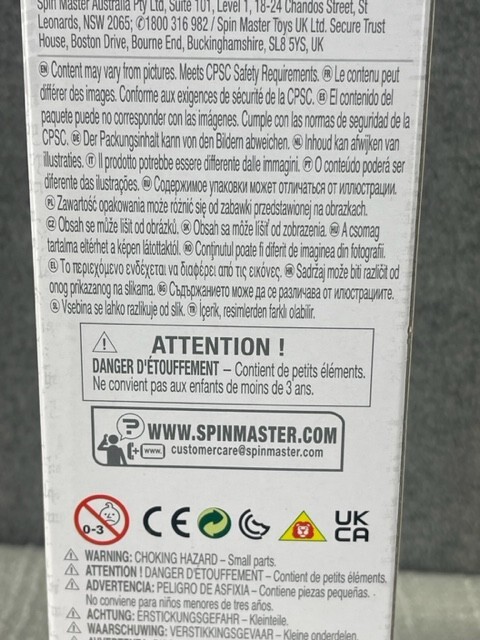 Spin Master Australia Pty Ltd, Suite 101, Level 1, 18-24 Chandos Street, St
Leonards, NSW 2065; ✆1800 316 982 / Spin Master Toys UK Ltd. Secure Trust
House, Boston Drive, Bourne End, Buckinghamshire, SL8 5YS, UK
EN Content may vary from pictures. Meets CPSC Safety Requirements. FR Le contenu peut
différer des images. Conforme aux exigences de sécurité de la CPSC. ES El contenido del
paquete puede no corresponder con las imágenes. Cumple con las normas de seguridad de la
CPSC. DE Der Packungsinhalt kann von den Bildern abweichen. NL Inhoud kan afwijken van
illustraties. IT Il prodotto potrebbe essere differente dalle immagini. PT O conteúdo poderá ser
diferente das ilustrações. RU Содержимое упаковки может отличаться от иллюстрации.
PL Zawartość opakowania może różnić się od zabawki przedstawionej na obrazkach.
CZ Obsah se může lišit od obrázků. SK Obsah sa môže líšiť od zobrazenia. HU A csomag
tartalma eltérhet a képen látottaktól. RO Conținutul poate fi diferit de imaginea din fotografii.
EL Το περιεχόμενο ενδέχεται να διαφέρει από τις εικόνες. HR Sadržaj može biti različit od
onog prikazanog na slikama. BG Съдържанието може да се различава от илюстрациите.
SL Vsebina se lahko razlikuje od slik. TR İçerik, resimlerden farklı olabilir.
ATTENTION !
DANGER D'ÉTOUFFEMENT – Contient de petits éléments.
Ne convient pas aux enfants de moins de 3 ans.
? WWW.SPINMASTER.COM
+ www. customercare@spinmaster.com
0-3 CE UK
CA
WARNING: CHOKING HAZARD – Small parts.
ATTENTION ! DANGER D'ÉTOUFFEMENT – Contient de petits éléments.
ADVERTENCIA: PELIGRO DE ASFIXIA – Contiene piezas pequeñas.
No conviene para niños menores de tres años.
ACHTUNG: ERSTICKUNGSGEFAHR – Kleinteile.
WAARSCHUWING: VERSTIKKINGSGEVAAR – Kleine onderdelen.